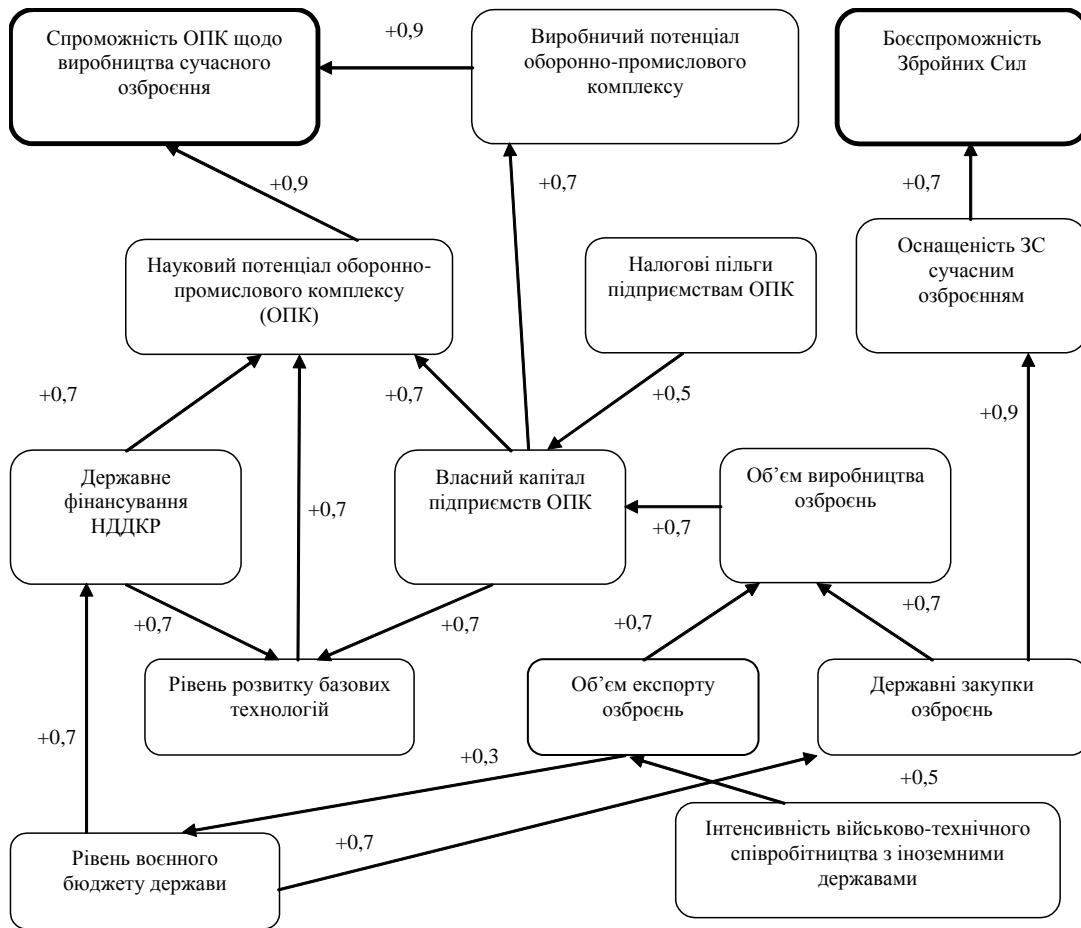 Спроможність ОПК щодо
виробництва сучасного
озброєння
+0,9
Виробничий потенціал
оборонно-промислового
комплексу
Боєспроможність
Збройних Сил
+0,9
+0,7
+0,7
Науковий потенціал оборонно-
промислового комплексу
(ОПК)
Налогові пільги
підприємствам ОПК
Оснащеність ЗС
сучасним
озброєнням
+0,7
+0,7
+0,5
+0,9
Державне
фінансування
НДДКР
+0,7
Власний капітал
підприємств ОПК
+0,7
Об’єм виробництва
озброєнь
+0,7
+0,7
+0,7
+0,7
Рівень розвитку базових
технологій
Об’єм експорту
озброєнь
Державні закупки
озброєнь
+0,7
+0,3
+0,5
Рівень воєнного
бюджету держави
+0,7
Інтенсивність військово-технічного
співробітництва з іноземними
державами